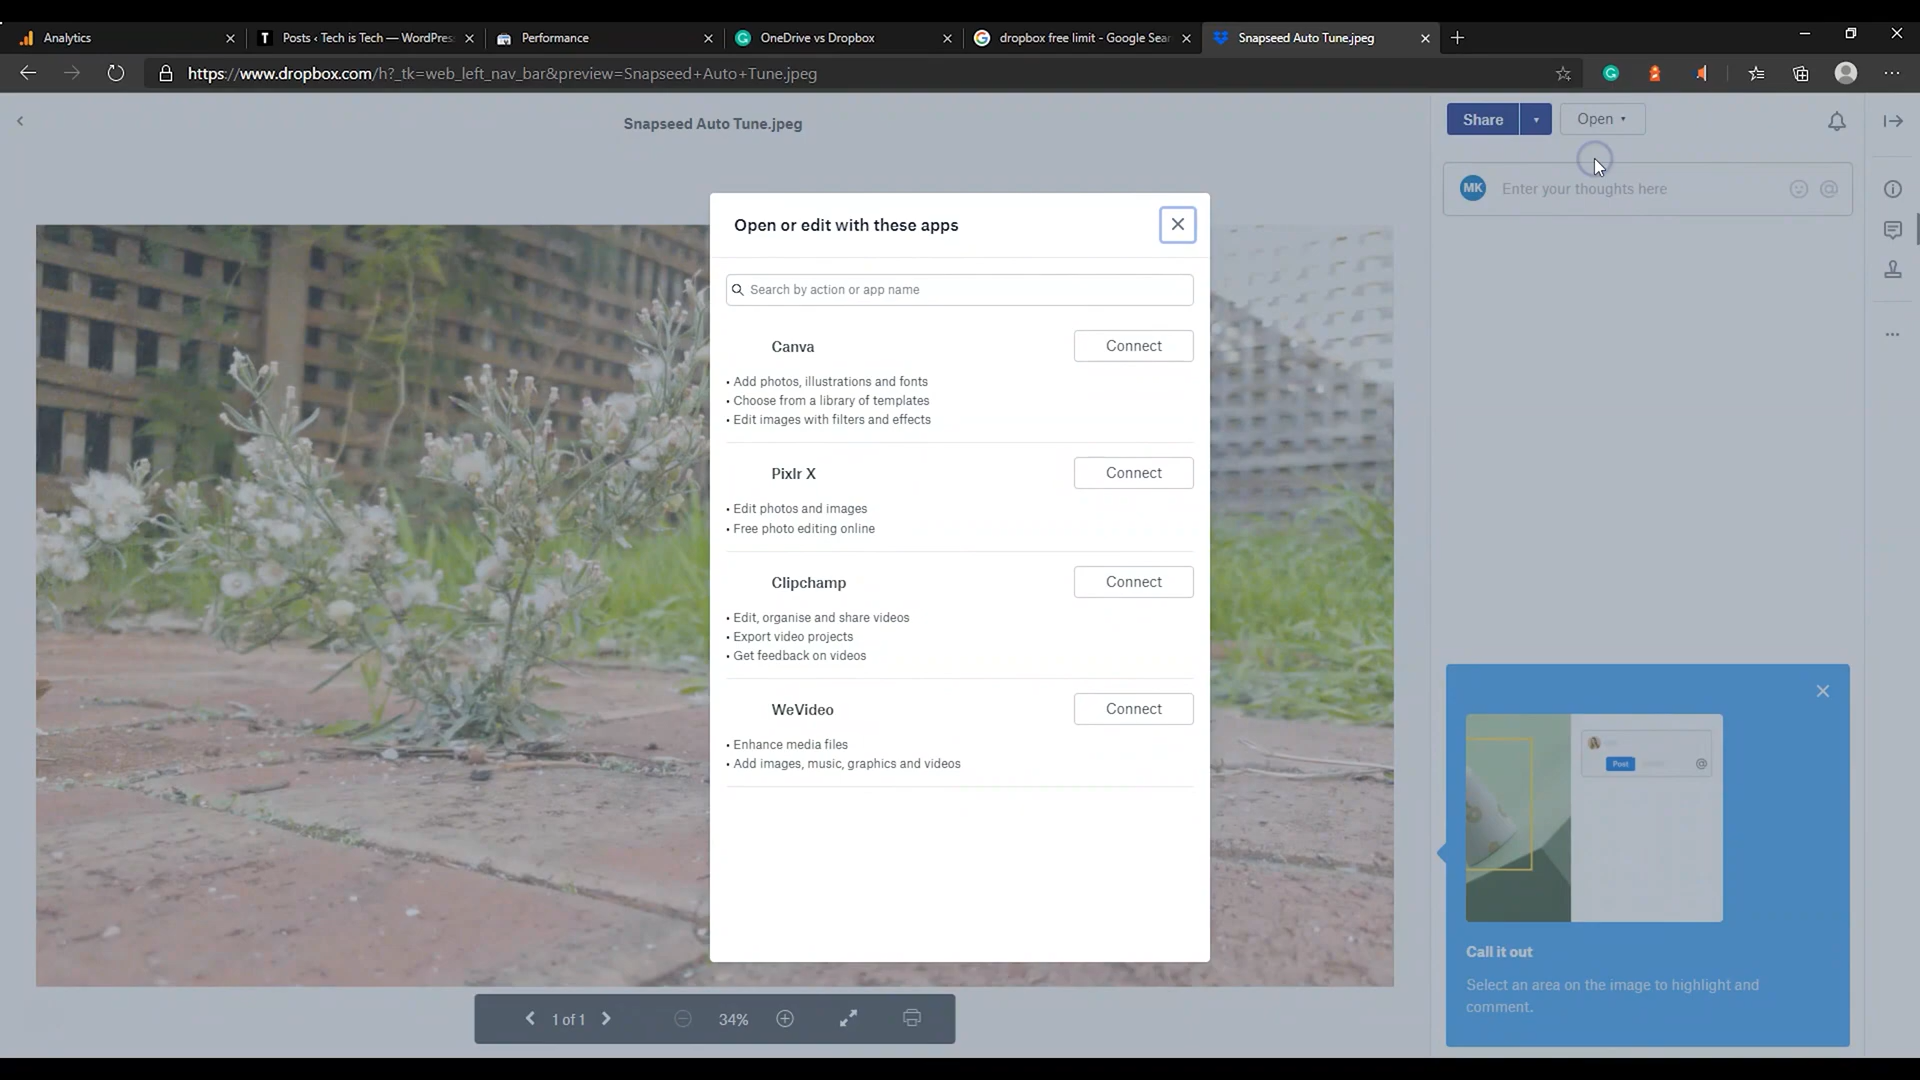 Analytics
Posts ‹ Tech is Tech — WordPres
Performance
OneDrive vs Dropbox
dropbox free limit - Google Sear
Snapseed Auto Tune.jpeg
https://www.dropbox.com/h?_tk=web_left_nav_bar&preview=Snapseed+Auto+Tune.jpeg
Snapseed Auto Tune.jpeg
Share
Open
MK
Enter your thoughts here
Open or edit with these apps
Search by action or app name
Canva
Connect
• Add photos, illustrations and fonts
• Choose from a library of templates
• Edit images with filters and effects
Pixlr X
Connect
• Edit photos and images
• Free photo editing online
Clipchamp
Connect
• Edit, organise and share videos
• Export video projects
• Get feedback on videos
WeVideo
Connect
• Enhance media files
• Add images, music, graphics and videos
Post
Call it out
Select an area on the image to highlight and
comment.
1 of 1
34%